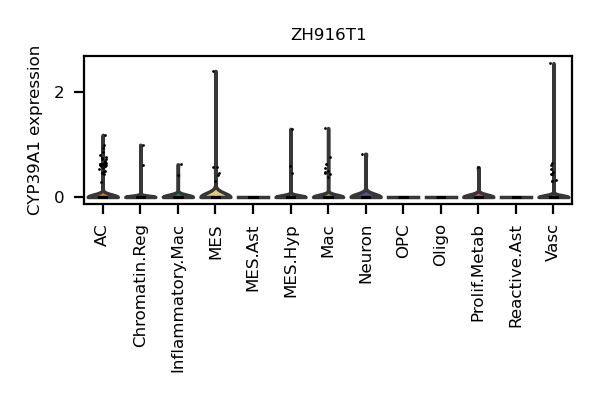 ZH916T1
CYP39A1 expression
2
0
AC
Chromatin.Reg
Inflammatory.Mac
MES
MES.Ast
MES.Hyp
Mac
Neuron
OPC
Oligo
Prolif.Metab
Reactive.Ast
Vasc